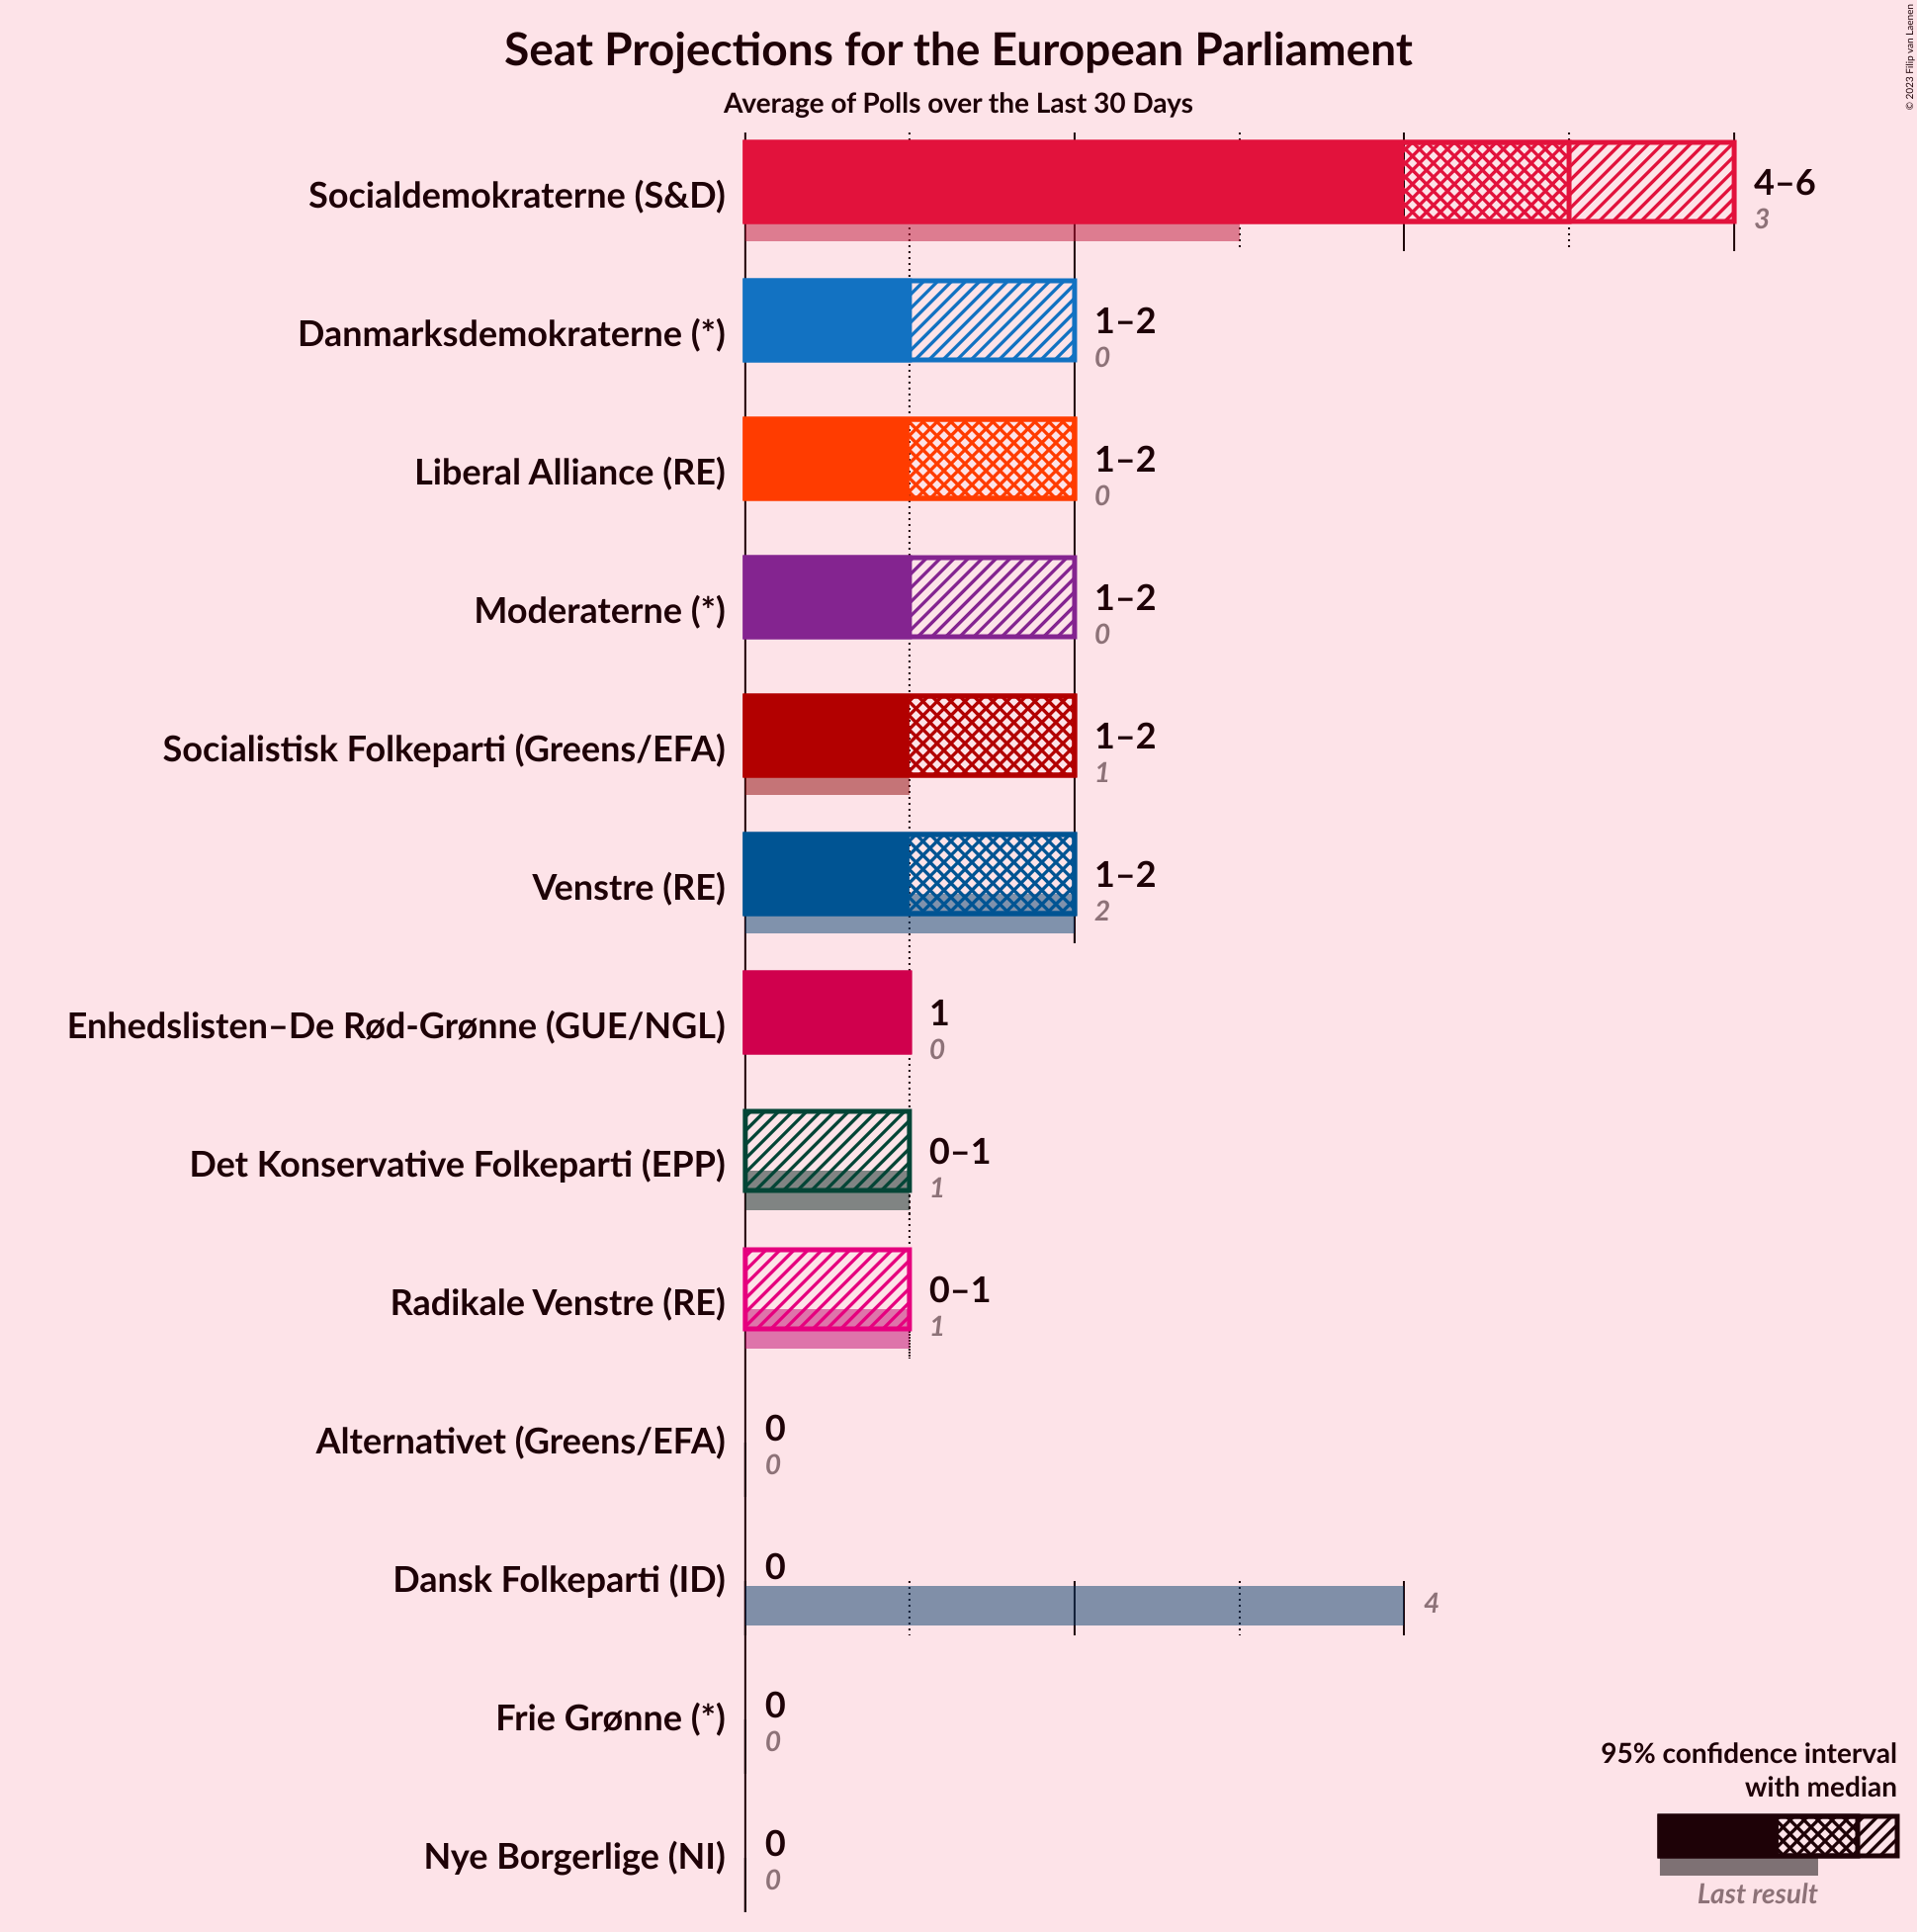 Seat Projections for the European Parliament
Average of Polls over the Last 30 Days
© 2023 Filip van Laenen
Socialdemokraterne (S&D)
4–6
3
Danmarksdemokraterne (*)
1–2
0
Liberal Alliance (RE)
1–2
0
Moderaterne (*)
1–2
0
Socialistisk Folkeparti (Greens/EFA)
1–2
1
Venstre (RE)
1–2
2
Enhedslisten–De Rød-Grønne (GUE/NGL)
1
0
Det Konservative Folkeparti (EPP)
0–1
1
Radikale Venstre (RE)
0–1
1
Alternativet (Greens/EFA)
0
0
Dansk Folkeparti (ID)
0
4
Frie Grønne (*)
0
0
Nye Borgerlige (NI)
0
0
95% confidence interval
with median
Last result